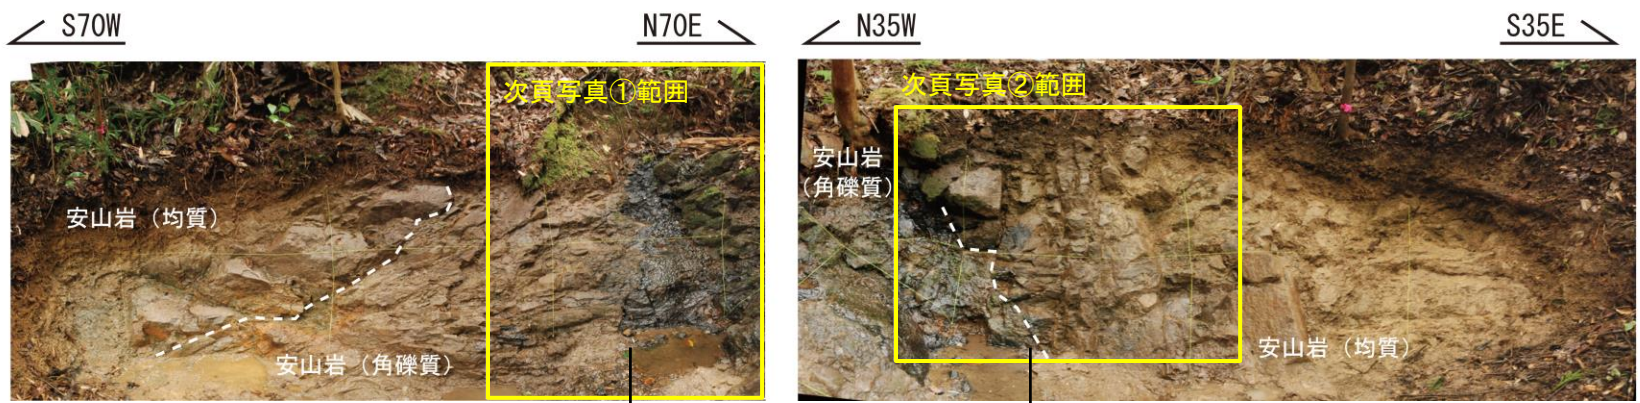 S70W
N70E
次頁写真①範囲
安山岩（均質）
安山岩（角礫質）
N35W
S35E
次頁写真②範囲
安山岩
（角礫質）
安山岩（均質）